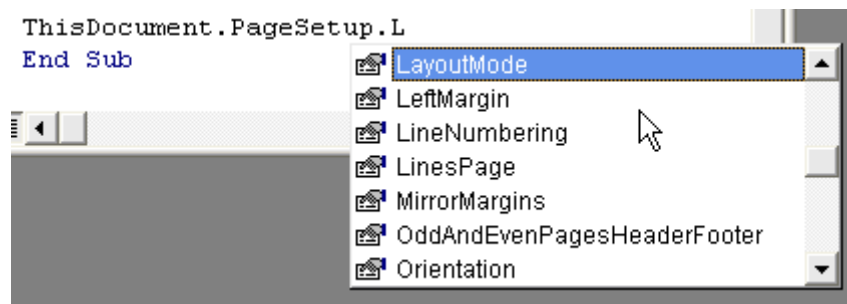 ThisDocument.PageSetup.L
End Sub
LayoutMode
LeftMargin
LineNumbering
LinesPage
MirrorMargins
OddAndEvenPagesHeaderFooter
Orientation